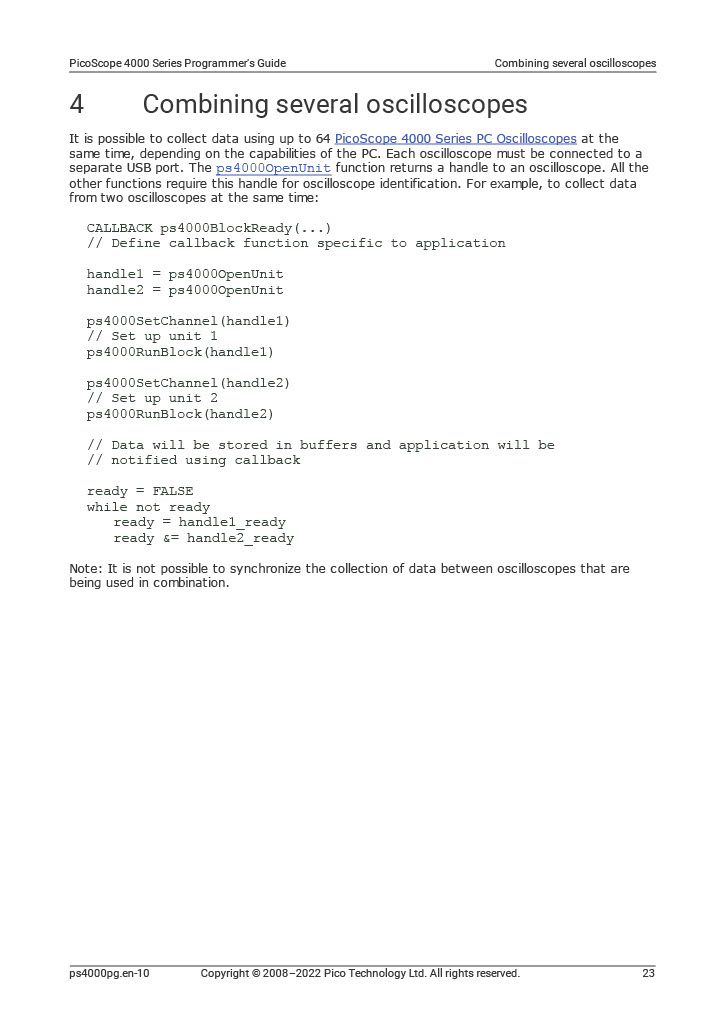 PicoScope 4000 Series Programmer's Guide Combining several oscilloscopes
4 Combining several oscilloscopes
It is possible to collect data using up to 64 PicoScope 4000 Series PC Oscilloscopes at the
same time, depending on the capabilities of the PC. Each oscilloscope must be connected to a
separate USB port. The ps4000OpenUnit function returns a handle to an oscilloscope. All the
other functions require this handle for oscilloscope identification. For example, to collect data
from two oscilloscopes at the same time:
CALLBACK ps4000BlockReady(...)
// Define callback function specific to application
handle1 = ps4000OpenUnit
handle2 = ps4000OpenUnit
ps4000SetChannel(handle1)
// Set up unit 1
ps4000RunBlock(handle1)
ps4000SetChannel(handle2)
// Set up unit 2
ps4000RunBlock(handle2)
// Data will be stored in buffers and application will be
// notified using callback
ready = FALSE
while not ready
ready = handle1_ready
ready &= handle2_ready
Note: It is not possible to synchronize the collection of data between oscilloscopes that are
being used in combination.
ps4000pg.en-10 Copyright © 2008–2022 Pico Technology Ltd. All rights reserved. 23